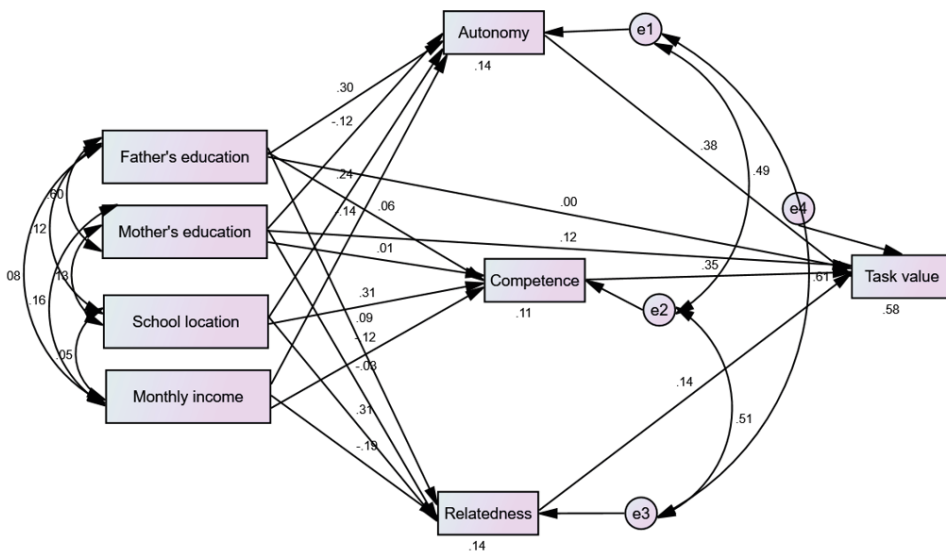 Autonomy
e1
.14
.30
-.12
Father's education
.38
.49
.24
.60
.14
.06
.00
e4
.12
Mother's education
.12
.01
.35
.61
Task value
.13
Competence
08
.16
.31
.11
e2
.58
School location
.09
-.12
.05
-.03
Monthly income
.14
.31
.51
-.19
Relatedness
e3
.14